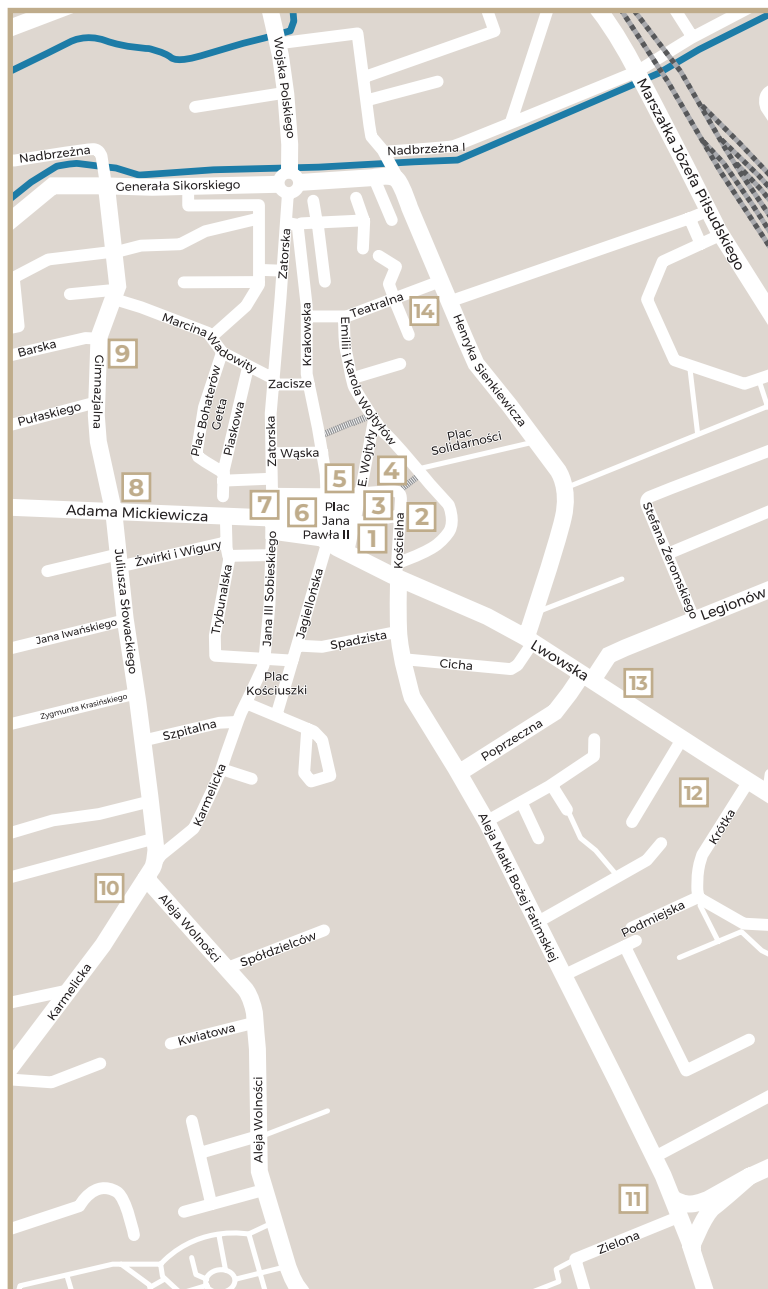 Wojska Polskiego
Nadbrzeżna
Nadbrzeżna I
Generała Sikorskiego
Marszałka Józefa Piłsudskiego
Zatorska
Krakowska
Teatralna
14
Marcina Wadowity
Emilii i Karola Wojtyłów
Henryka Sienkiewicza
Barska
9
Gimnazjalna
Pułaskiego
Plac Bohaterów
Getta
Piaskowa
Zacisze
Zatorska
Wąska
E. Wojtyły
Plac
Solidarności
8
Adama Mickiewicza
7
6
5
4
3
2
1
Plac
Jana
Pawła II
Kościelna
Stefana Żeromskiego
Legionów
Żwirki i Wigury
Juliusza Słowackiego
Trybunalska
Jana III Sobieskiego
Jagiellońska
Jana Iwańskiego
Spadzista
Cicha
Lwowska
13
Plac
Kościuszki
Zygmunta Krasińskiego
Szpitalna
Karmelicka
Poprzeczna
12
Krótka
Aleja Matki Bożej Fatimskiej
10
Aleja Wolności
Podmiejska
Spółdzielców
Karmelicka
Kwiatowa
Aleja Wolności
11
Zielona